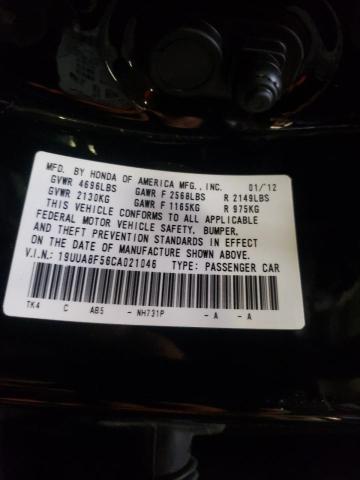 MFD. BY HONDA OF AMERICA MFG., INC. 01/'12
GVWR 4696LBS GAWR F 2568LBS R 2149LBS
GVWR 2130KG GAWR F 1165KG R 975KG
THIS VEHICLE CONFORMS TO ALL APPLICABLE
FEDERAL MOTOR VEHICLE SAFETY, BUMPER,
AND THEFT PREVENTION STANDARDS IN EFFECT
ON THE DATE OF MANUFACTURE SHOWN ABOVE.
V.I.N.: 19UUA8F56CA021046 TYPE: PASSENGER CAR
TK4 C AB5 - NH731P - A - A